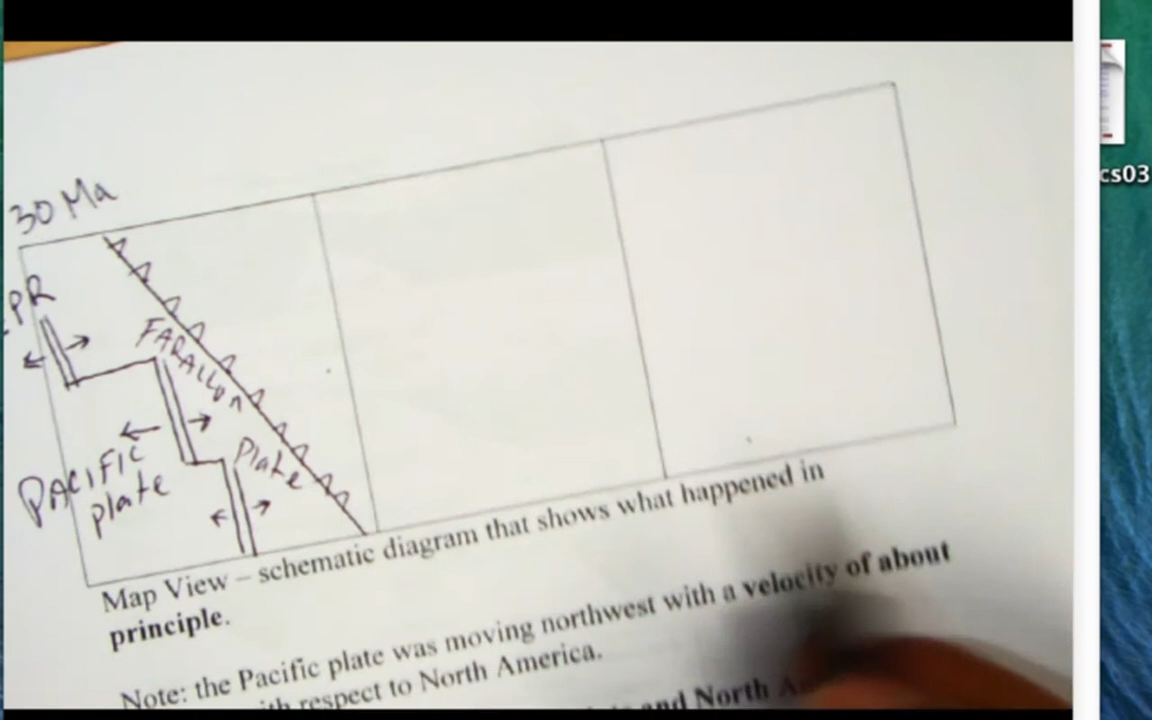 30 Ma
PR
FARALLON
Plate
PACIFIC
plate
Map View – schematic diagram that shows what happened in
principle.
Note: the Pacific plate was moving northwest with a velocity of about
respect to North America.
and North
cs03